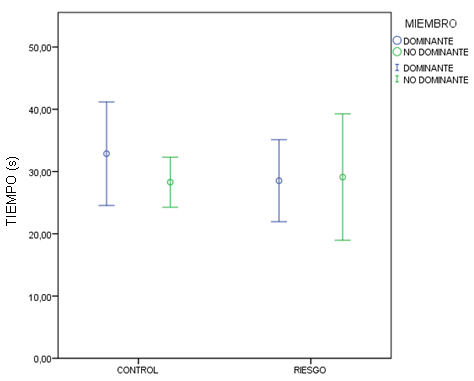 MIEMBRO
DOMINANTE
NO DOMINANTE
DOMINANTE
NO DOMINANTE
TIEMPO (s)
50,00
40,00
30,00
20,00
10,00
0,00
CONTROL
RIESGO